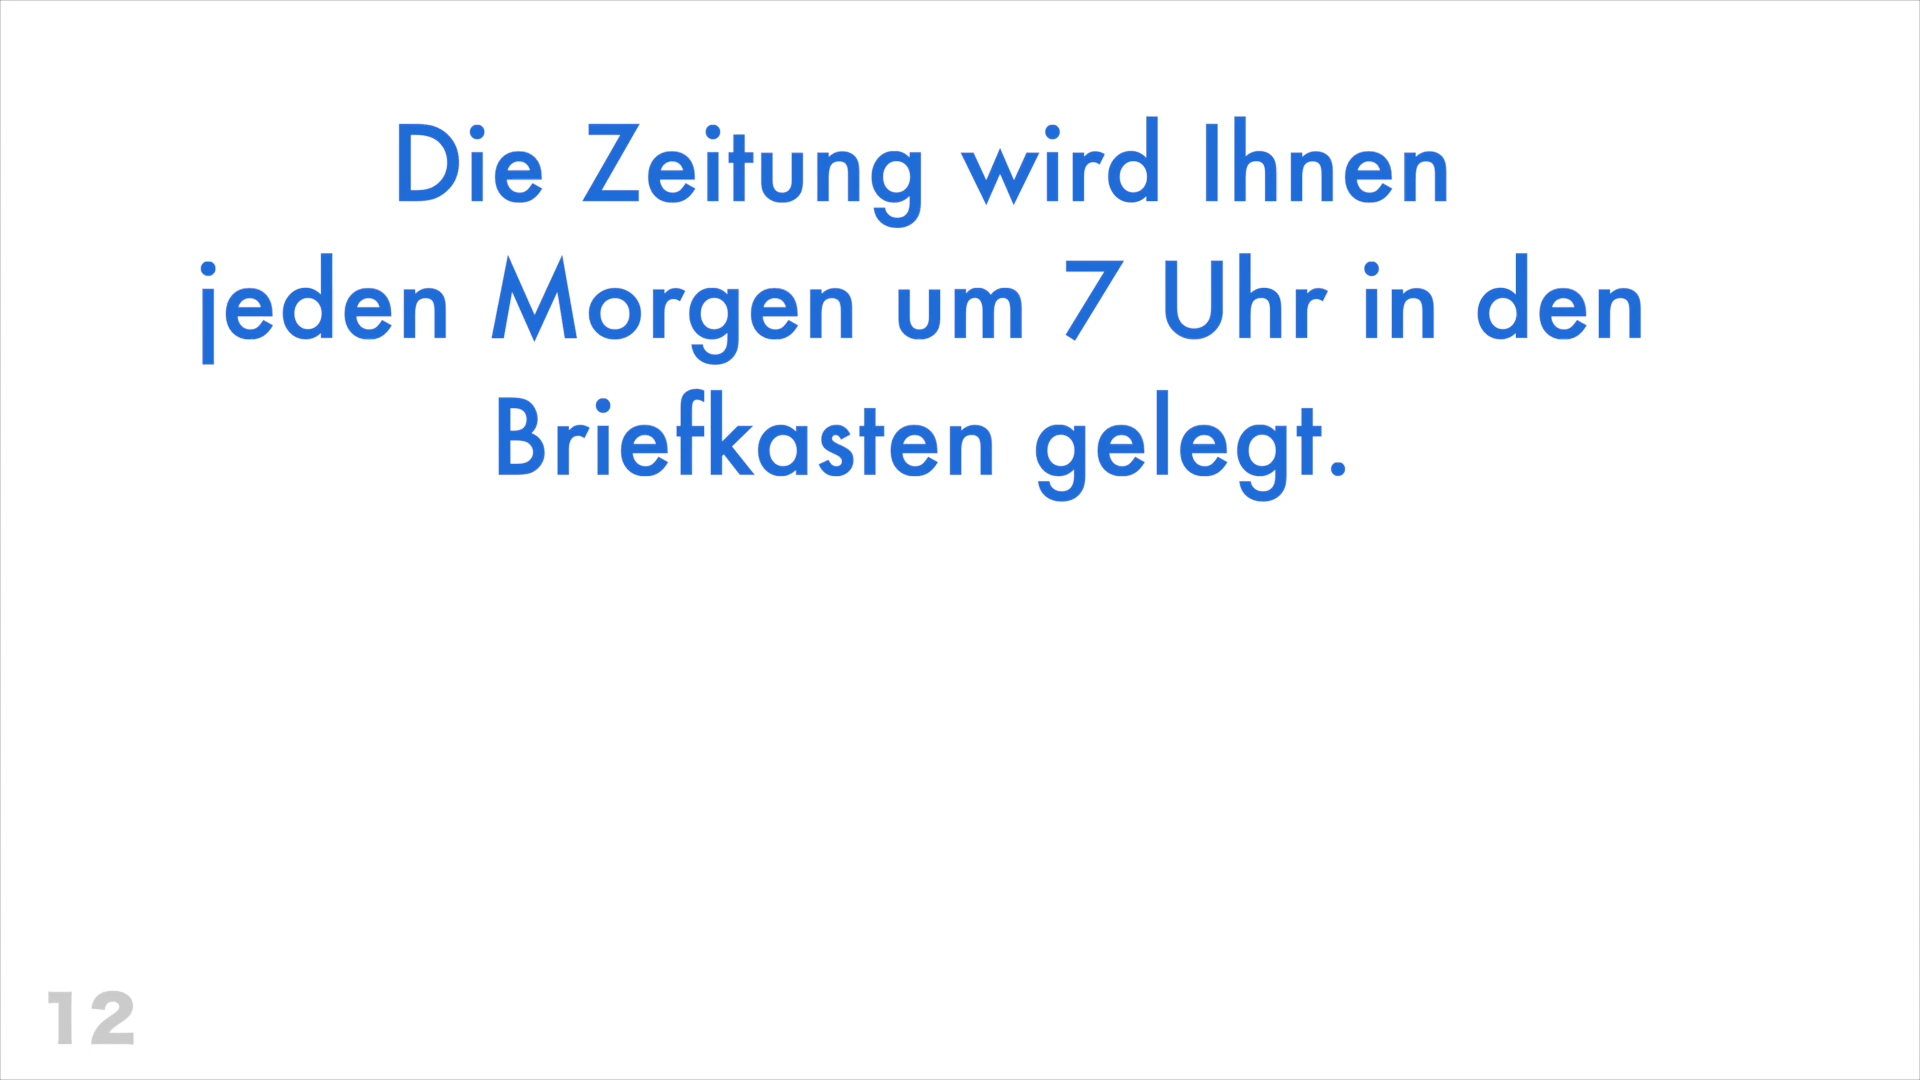 Die Zeitung wird Ihnen
jeden Morgen um 7 Uhr in den
Briefkasten gelegt.
12